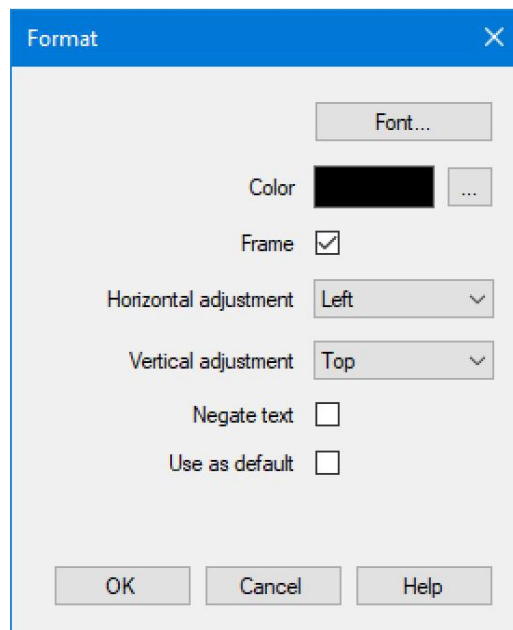 Format
Font...
Color ...
Frame
Horizontal adjustment Left
Vertical adjustment Top
Negate text
Use as default
OK Cancel Help